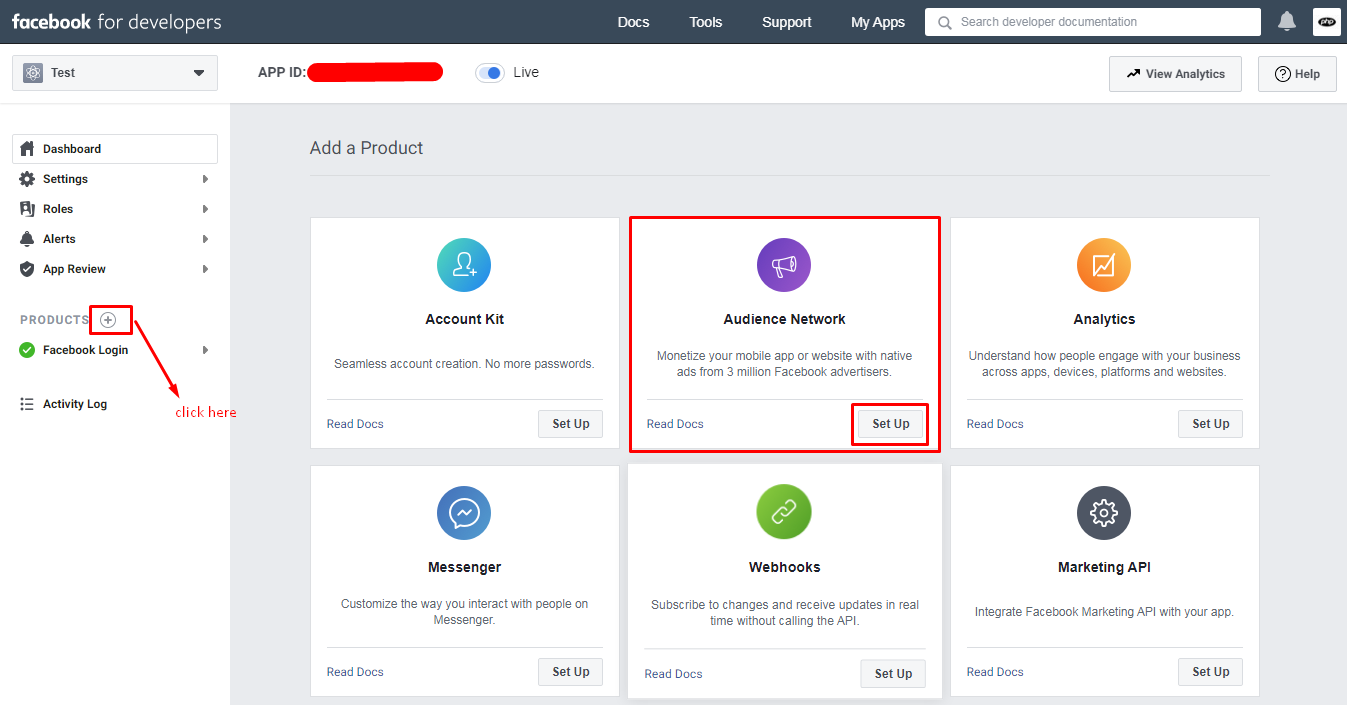 facebook for developers
Docs
Tools
Support
My Apps
Search developer documentation
php
Test
APP ID:
Live
View Analytics
Help
Dashboard
Settings
Roles
Alerts
App Review
PRODUCTS
Facebook Login
Activity Log
click here
Add a Product
Account Kit
Seamless account creation. No more passwords.
Read Docs
Set Up
Audience Network
Monetize your mobile app or website with native
ads from 3 million Facebook advertisers.
Read Docs
Set Up
Analytics
Understand how people engage with your business
across apps, devices, platforms and websites.
Read Docs
Set Up
Messenger
Customize the way you interact with people on
Messenger.
Read Docs
Set Up
Webhooks
Subscribe to changes and receive updates in real
time without calling the API.
Read Docs
Set Up
Marketing API
Integrate Facebook Marketing API with your app.
Read Docs
Set Up